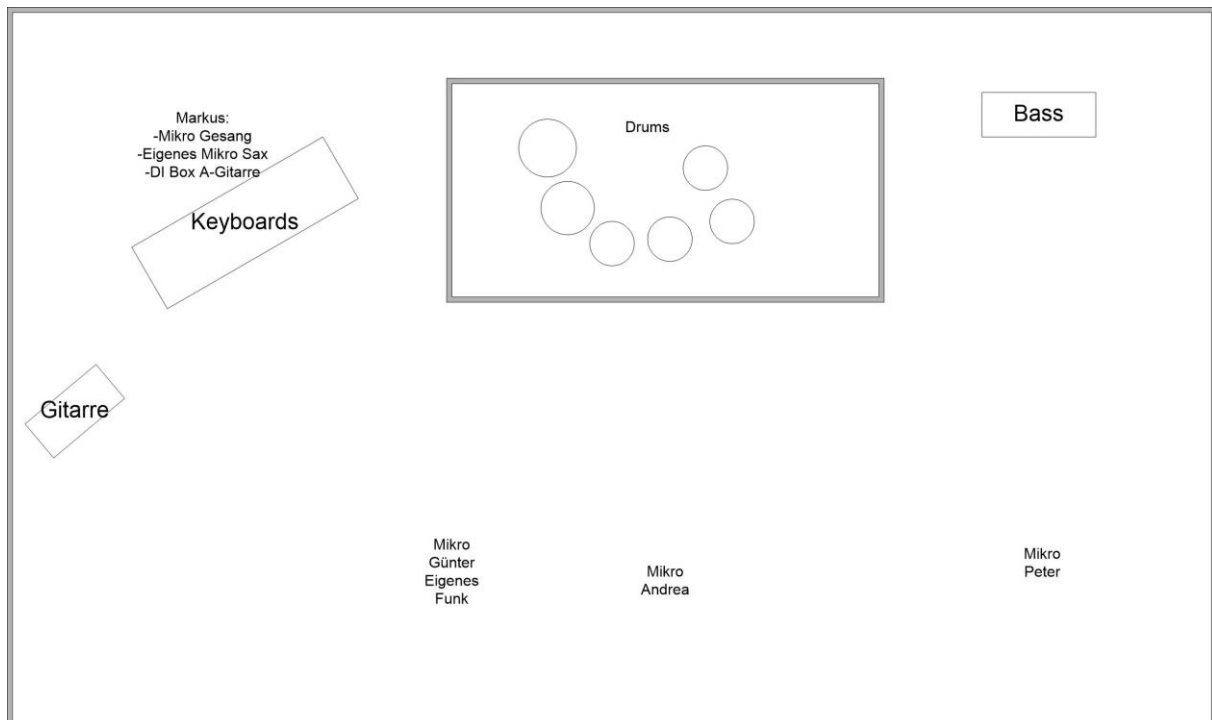 Markus:
-Mikro Gesang
-Eigenes Mikro Sax
-DI Box A-Gitarre
Keyboards
Drums
Bass
Gitarre
Mikro
Günter
Eigenes
Funk
Mikro
Andrea
Mikro
Peter